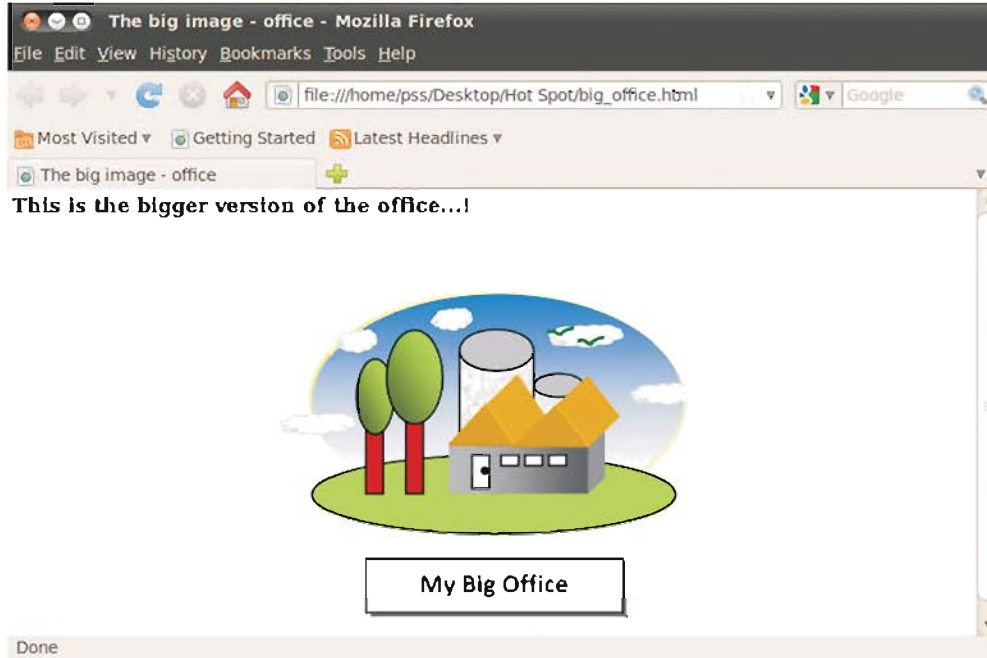 The big image - office - Mozilla Firefox
File Edit View History Bookmarks Tools Help
file:///home/pss/Desktop/Hot Spot/big_office.html Google
Most Visited Getting Started Latest Headlines
The big image - office
This is the bigger version of the office...!
My Big Office
Done